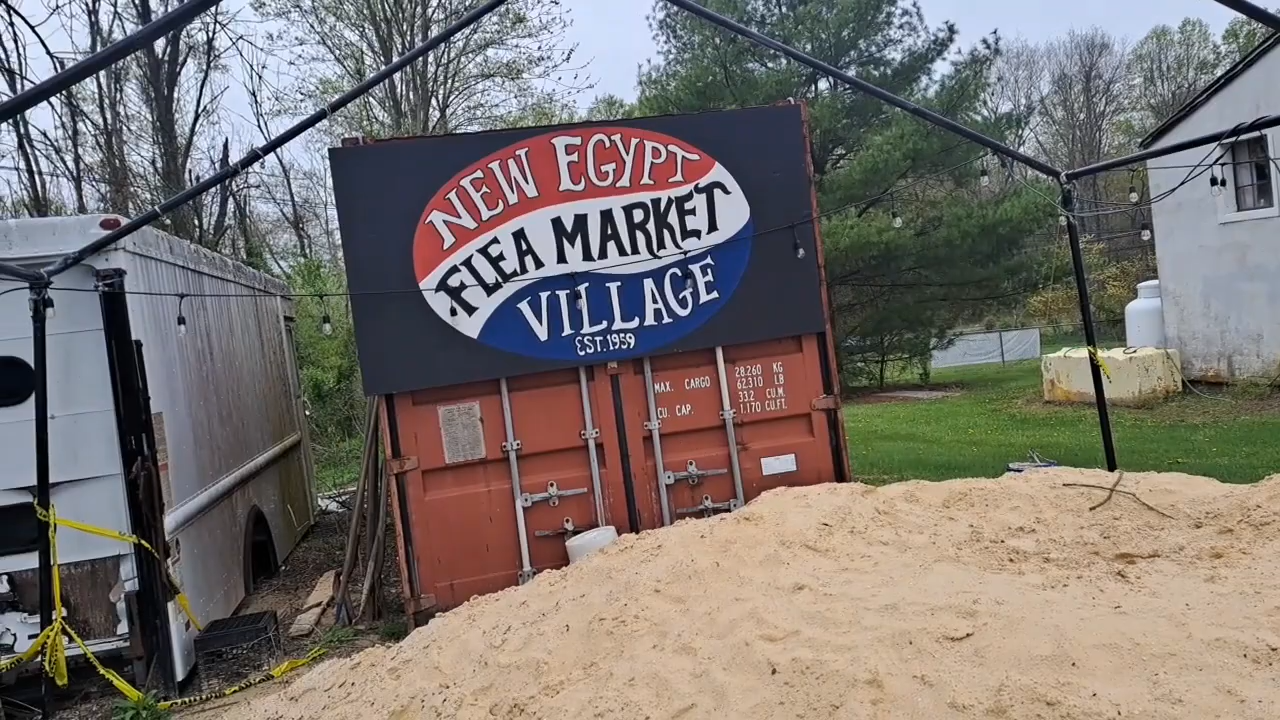 NEW EGYPT
FLEA MARKET
VILLAGE
EST. 1959
MAX. CARGO 28.260 KG
62.310 LB
CU. CAP. 33.2 CU.M.
1.170 CU.FT.